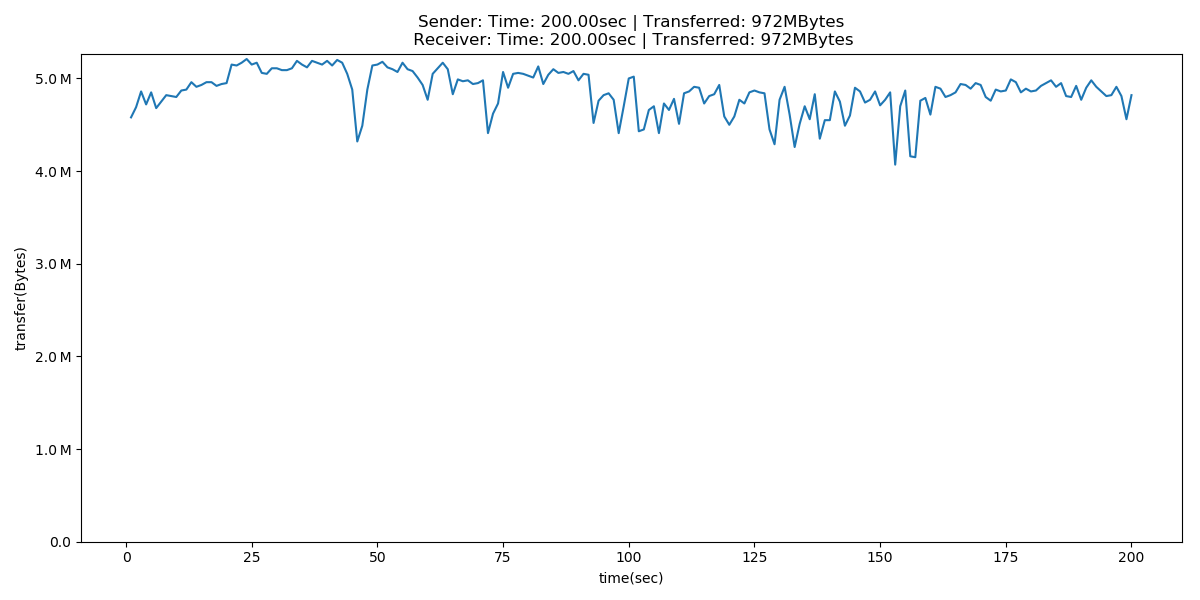 Sender: Time: 200.00sec | Transferred: 972MBytes
Receiver: Time: 200.00sec | Transferred: 972MBytes
transfer(Bytes)
5.0 M
4.0 M
3.0 M
2.0 M
1.0 M
0.0
0 25 50 75 100 125 150 175 200
time(sec)